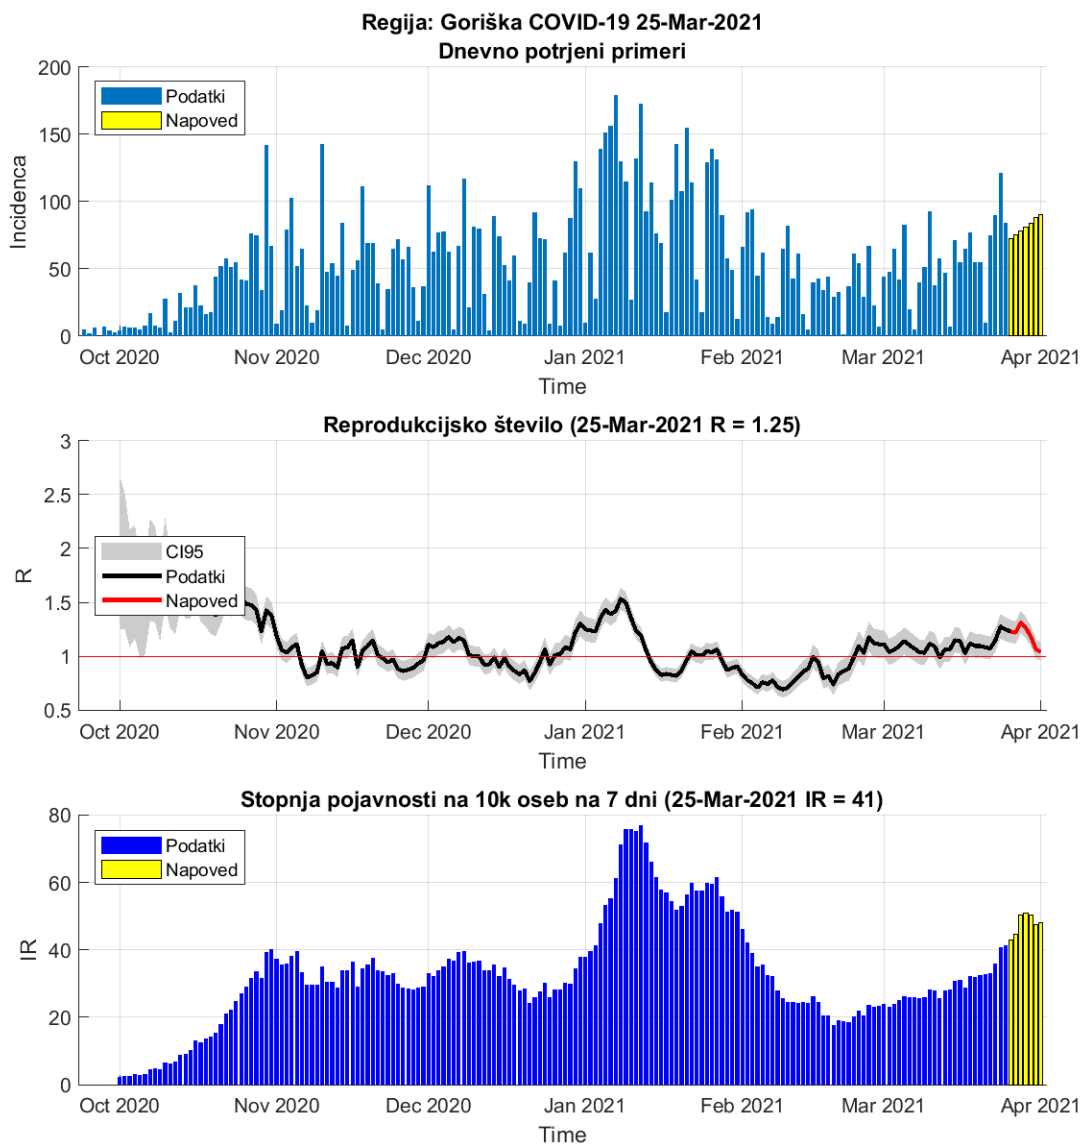 Regija: Goriška COVID-19 25-Mar-2021
Dnevno potrjeni primeri
200
150
100
50
0
Incidenca
Podatki
Napoved
Oct 2020 Nov 2020 Dec 2020 Jan 2021 Feb 2021 Mar 2021 Apr 2021
Time
Reprodukcijsko število (25-Mar-2021 R = 1.25)
3
2.5
2
1.5
1
0.5
R
CI95
Podatki
Napoved
Oct 2020 Nov 2020 Dec 2020 Jan 2021 Feb 2021 Mar 2021 Apr 2021
Time
Stopnja pojavnosti na 10k oseb na 7 dni (25-Mar-2021 IR = 41)
80
60
40
20
0
IR
Podatki
Napoved
Oct 2020 Nov 2020 Dec 2020 Jan 2021 Feb 2021 Mar 2021 Apr 2021
Time